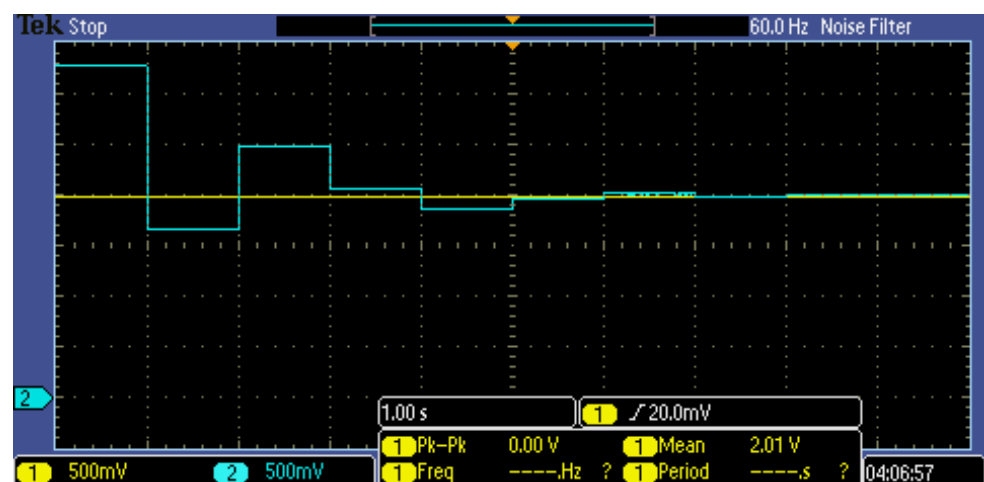 Tek Stop 60.0 Hz Noise Filter
2
1.00 s 1 20.0mV
1 Pk-Pk 0.00 V 1 Mean 2.01 V
1 500mV 2 500mV 1 Freq ----.Hz ? 1 Period ----.s ? 04:06:57